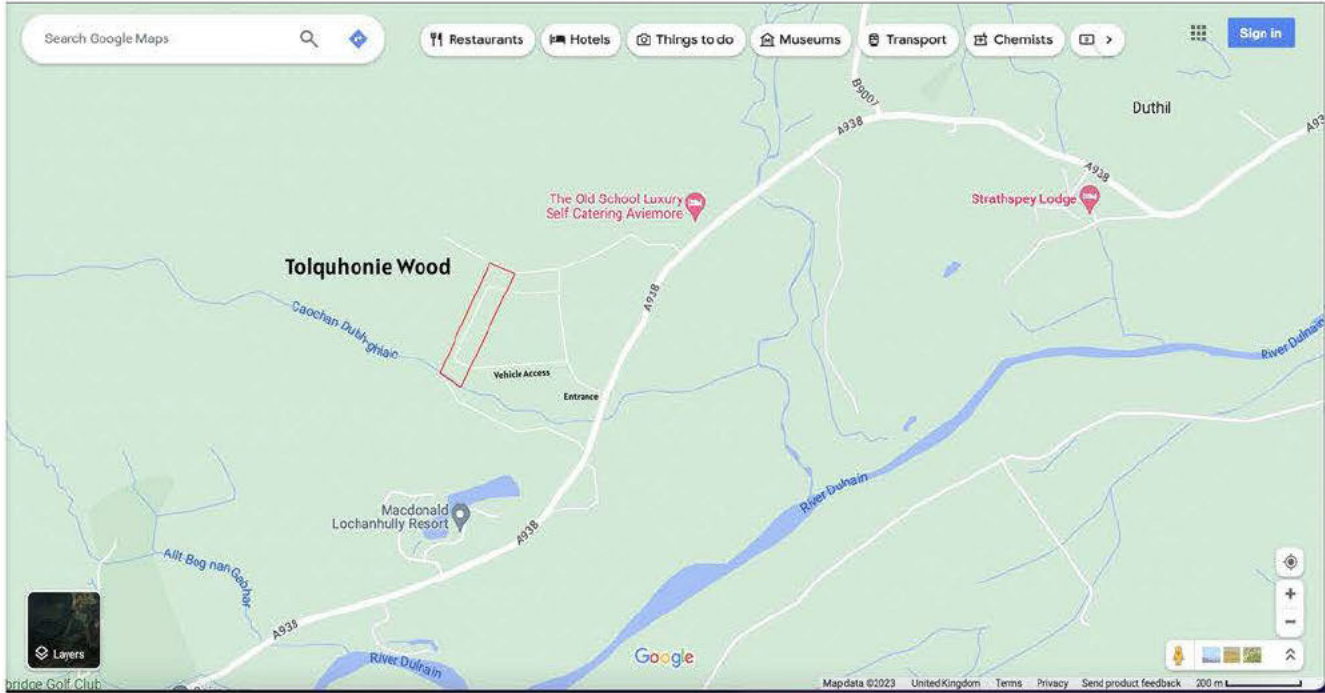 Search Google Maps
Restaurants
Hotels
Things to do
Museums
Transport
Chemists
Sign in
B9007
A938
Duthil
A93
A938
The Old School Luxury
Self Catering Aviemore
Strathspey Lodge
Tolquhonie Wood
A938
Caochan Dubh-ghlaic
River Dulnain
Vehicle Access
Entrance
River Dulnain
Macdonald
Lochanhully Resort
A938
Allt Bog nan Gabhar
A938
Layers
River Dulnain
Google
bridge Golf Club
Map data ©2023 United Kingdom Terms Privacy Send product feedback 200 m